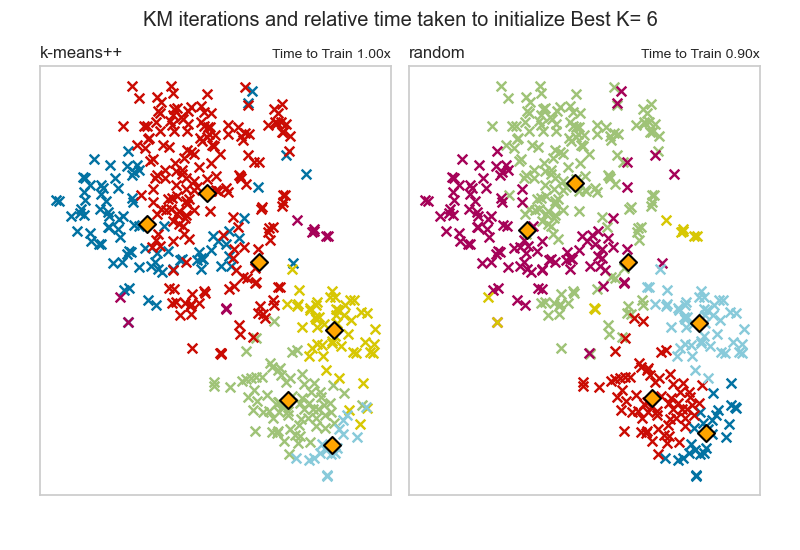 KM iterations and relative time taken to initialize Best K= 6
k-means++
Time to Train 1.00x
random
Time to Train 0.90x